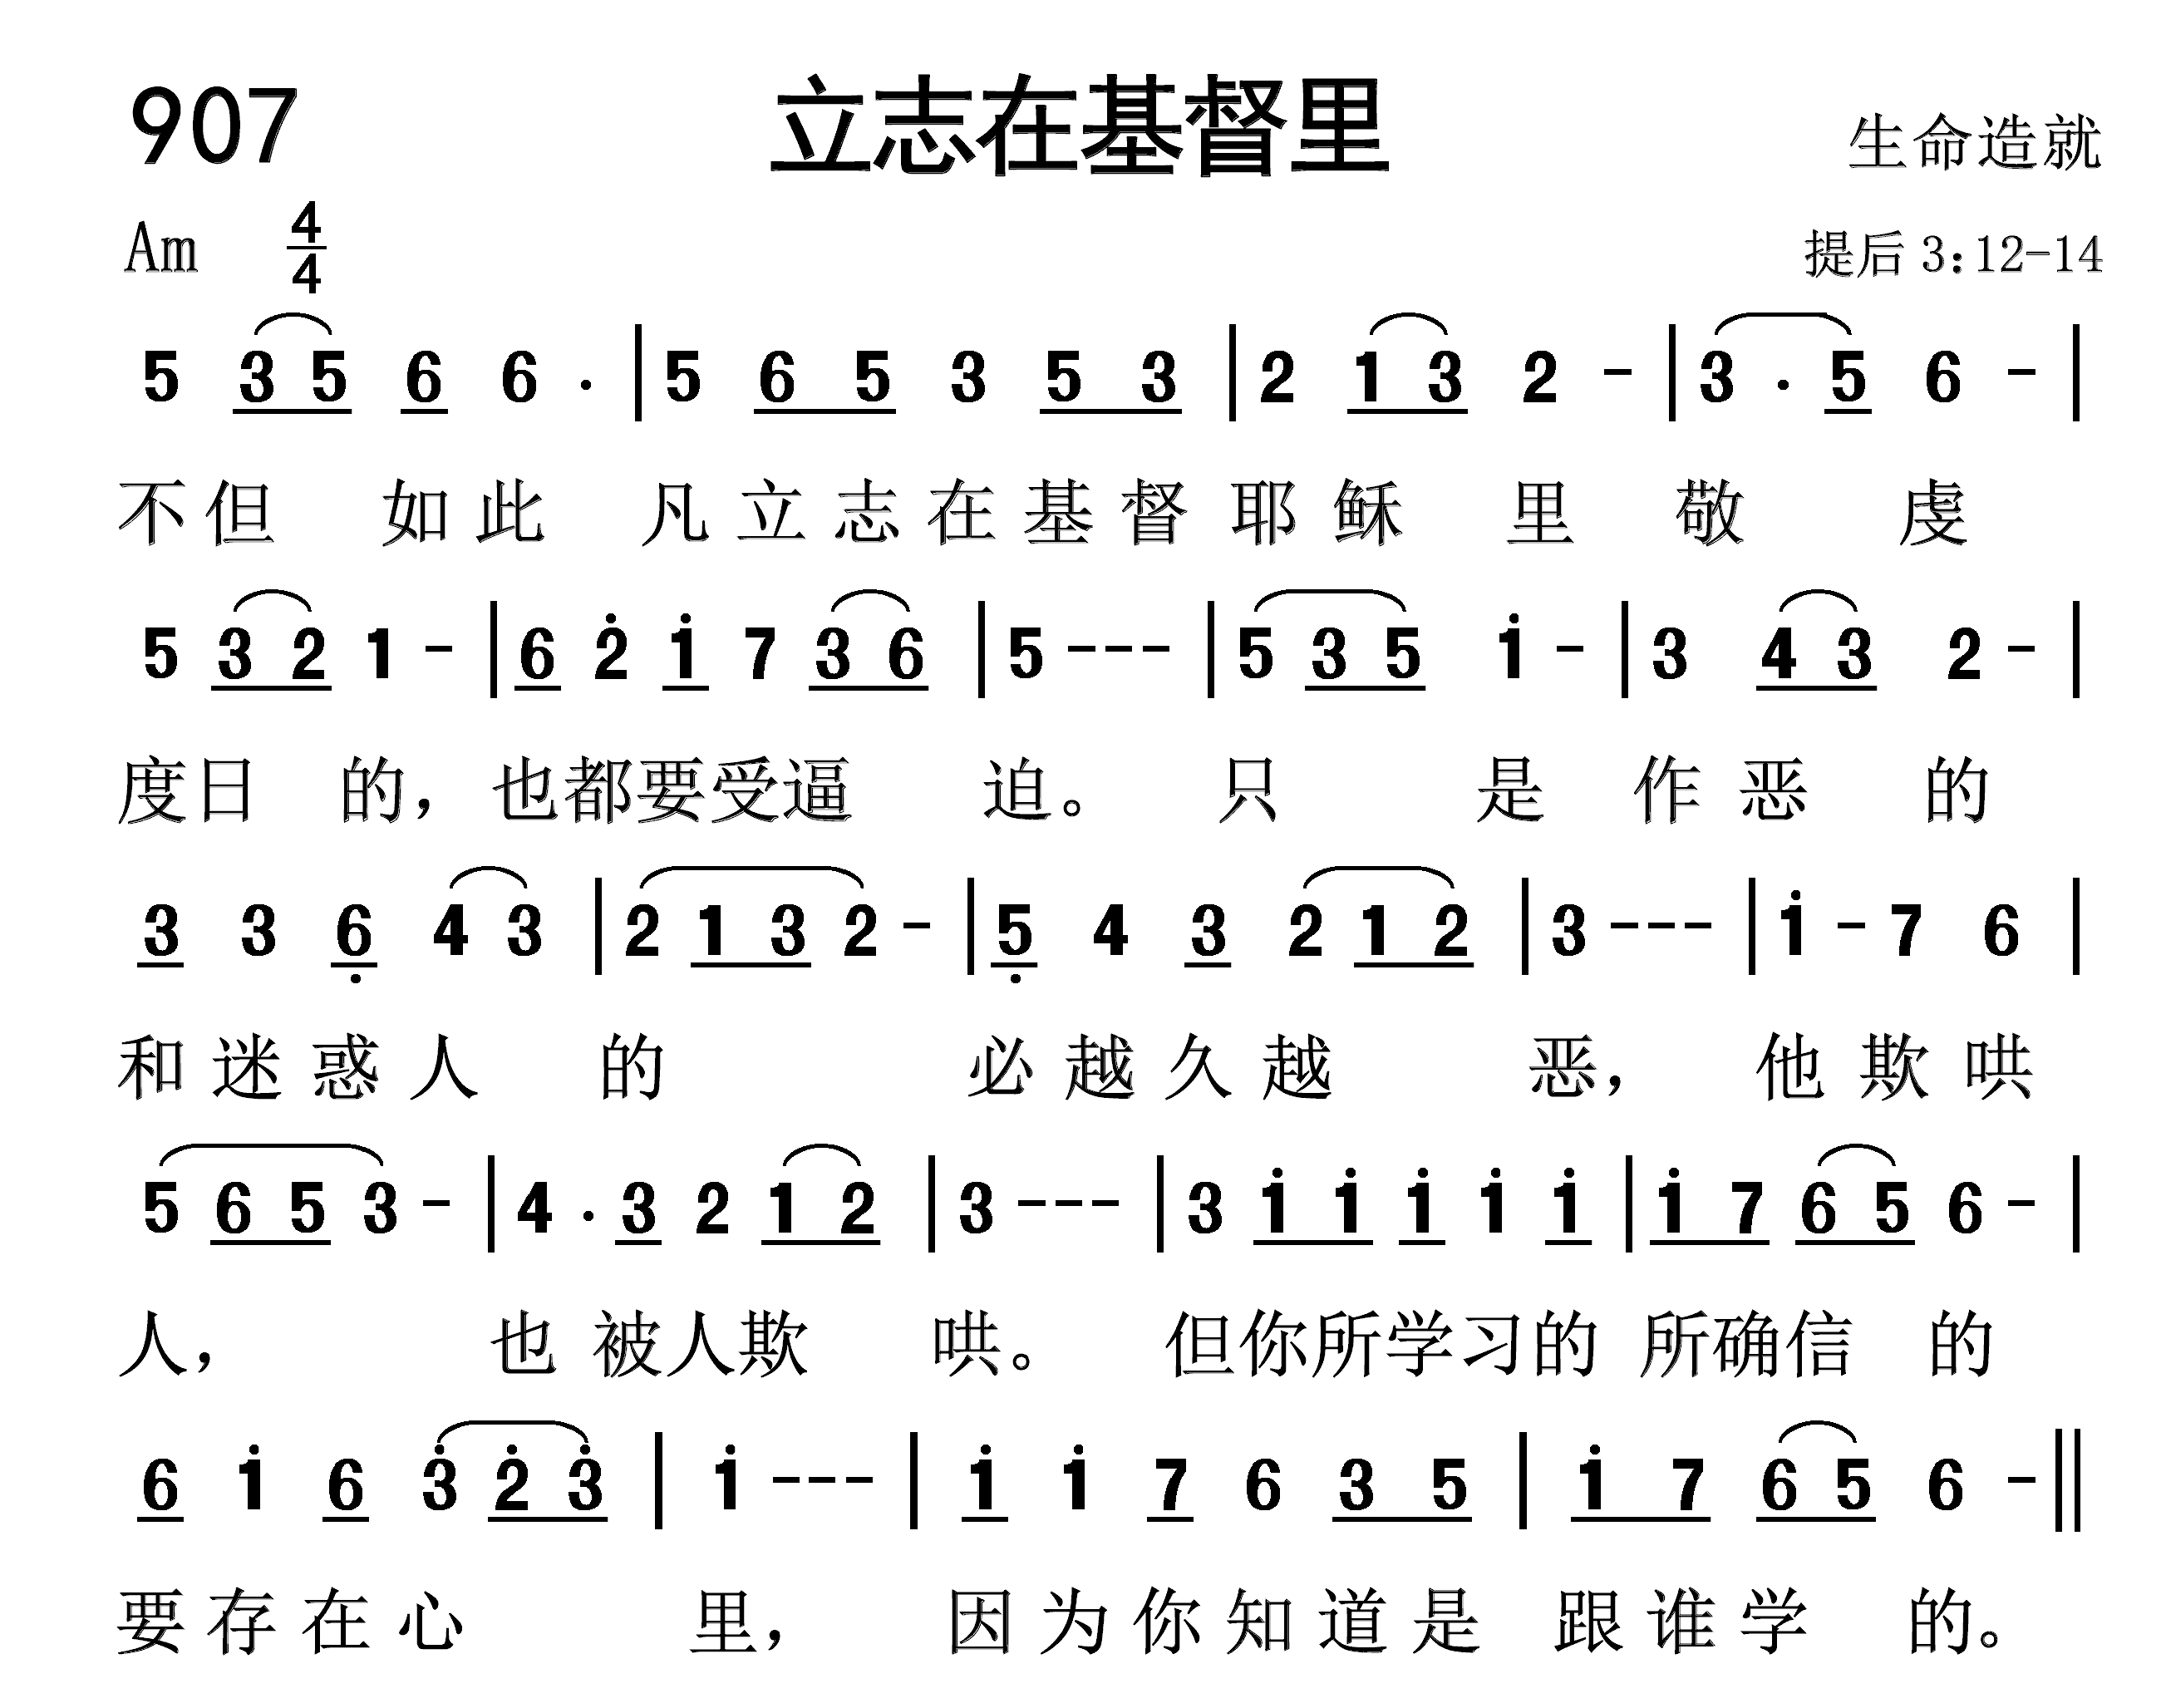 907 立志在基督里 生命造就
Am 4/4 提后 3:12-14
5 3 5 6 6 · | 5 6 5 3 5 3 | 2 1 3 2 - | 3 · 5 6 - |
不但 如此 凡立志在基督耶稣 里 敬 虔
5 3 2 1 - | 6 2̇ 1̇ 7 3 6 | 5 - - - | 5 3 5 1̇ - | 3 4 3 2 - |
度日 的，也都要受逼 迫。 只 是 作恶 的
3 3 6̣ 4 3 | 2 1 3 2 - | 5̣ 4 3 2 1 2 | 3 - - - | 1̇ - 7 6 |
和迷惑人 的 必越久越 恶， 他欺哄
5 6 5 3 - | 4 · 3 2 1 2 | 3 - - - | 3 1̇ 1̇ 1̇ 1̇ 1̇ | 1̇ 7 6 5 6 - |
人， 也 被人欺 哄。 但你所学习的 所确信 的
6 1̇ 6 3̇ 2̇ 3̇ | 1̇ - - - | 1̇ 1̇ 7 6 3 5 | 1̇ 7 6 5 6 - ||
要存在心 里， 因为你知道是 跟谁学 的。